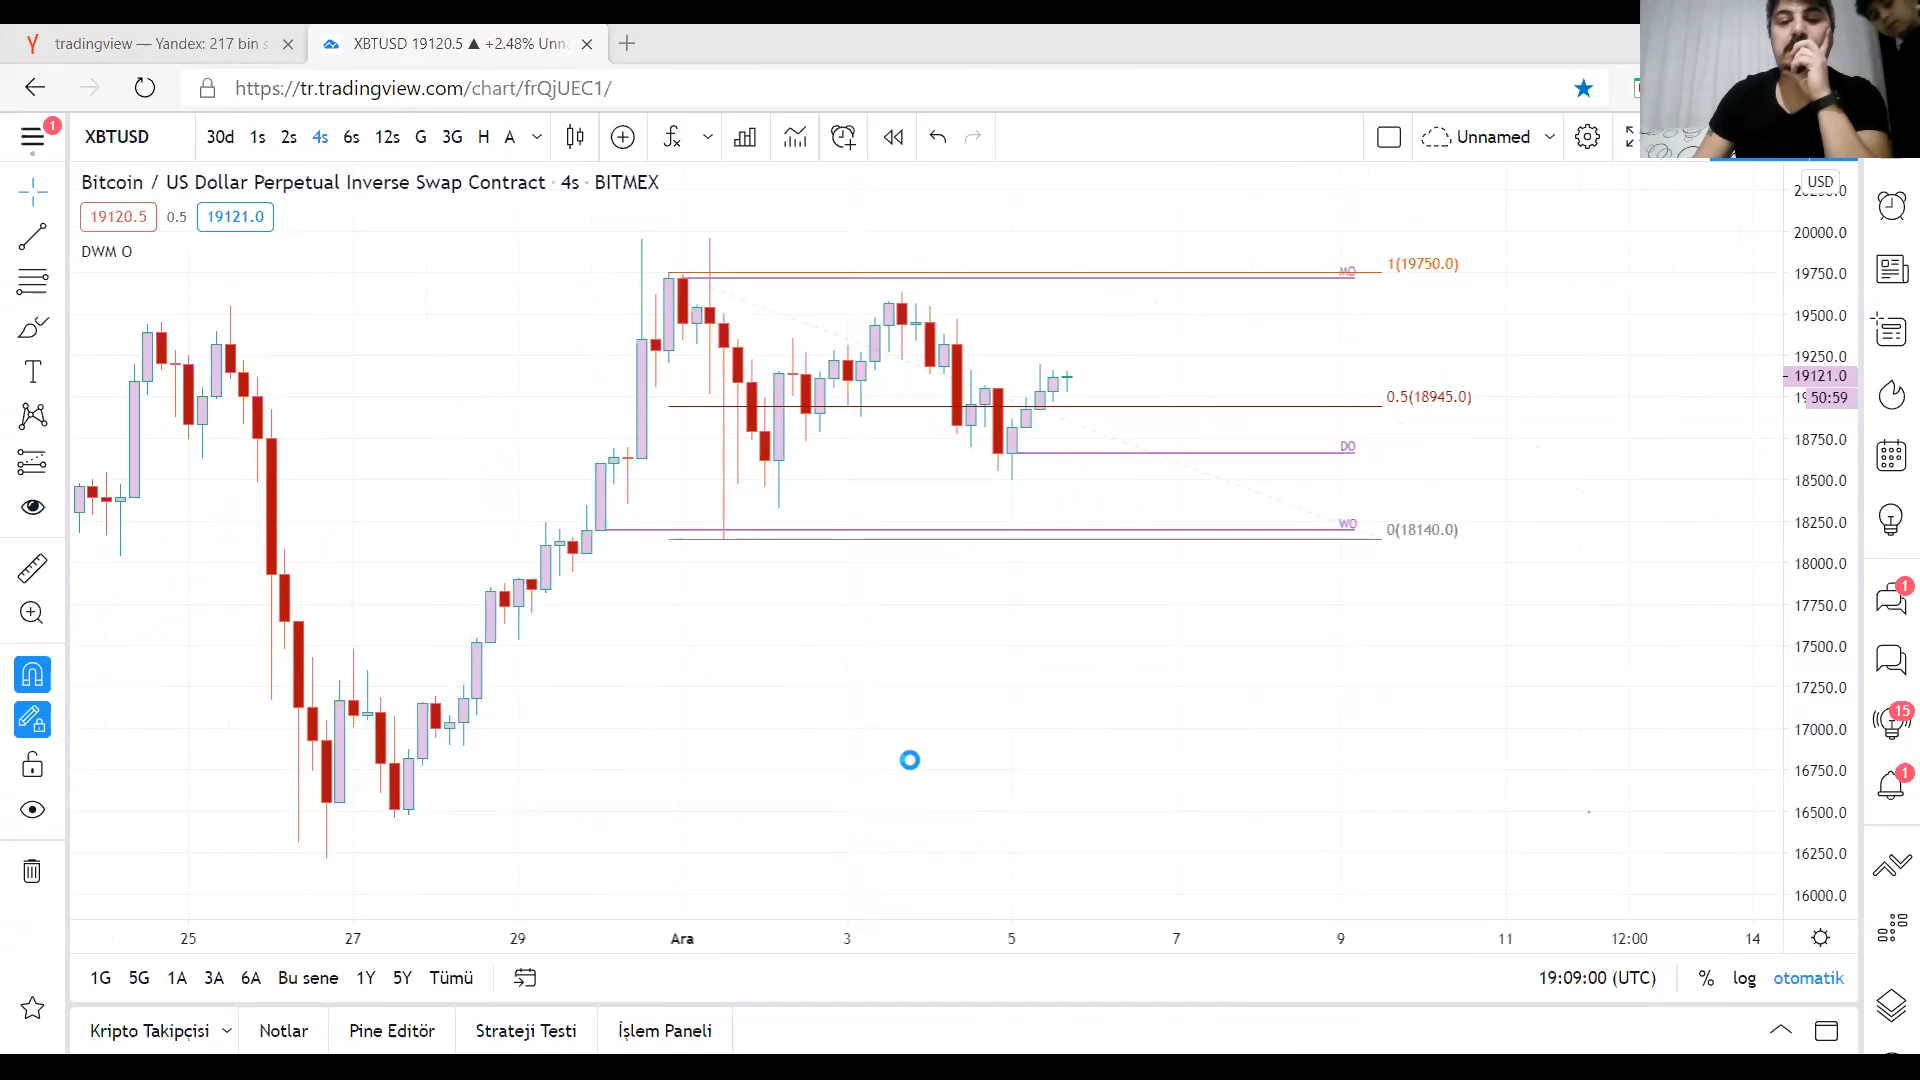 tradingview — Yandex: 217 bin s
XBTUSD 19120.5 ▲ +2.48% Unn
https://tr.tradingview.com/chart/frQjUEC1/
1
XBTUSD
30d 1s 2s 4s 6s 12s G 3G H A
Unnamed
Bitcoin / US Dollar Perpetual Inverse Swap Contract · 4s · BITMEX
USD
19120.5 0.5 19121.0
DWM O
20000.0
MO
1(19750.0)
19750.0
19500.0
19250.0
19121.0
50:59
0.5(18945.0)
DO
18750.0
18500.0
WO
0(18140.0)
18250.0
18000.0
17750.0
17500.0
17250.0
17000.0
16750.0
16500.0
16250.0
16000.0
1
15
1
25 27 29 Ara 3 5 7 9 11 12:00 14
1G 5G 1A 3A 6A Bu sene 1Y 5Y Tümü
19:09:00 (UTC) % log otomatik
Kripto Takipçisi Notlar Pine Editör Strateji Testi İşlem Paneli